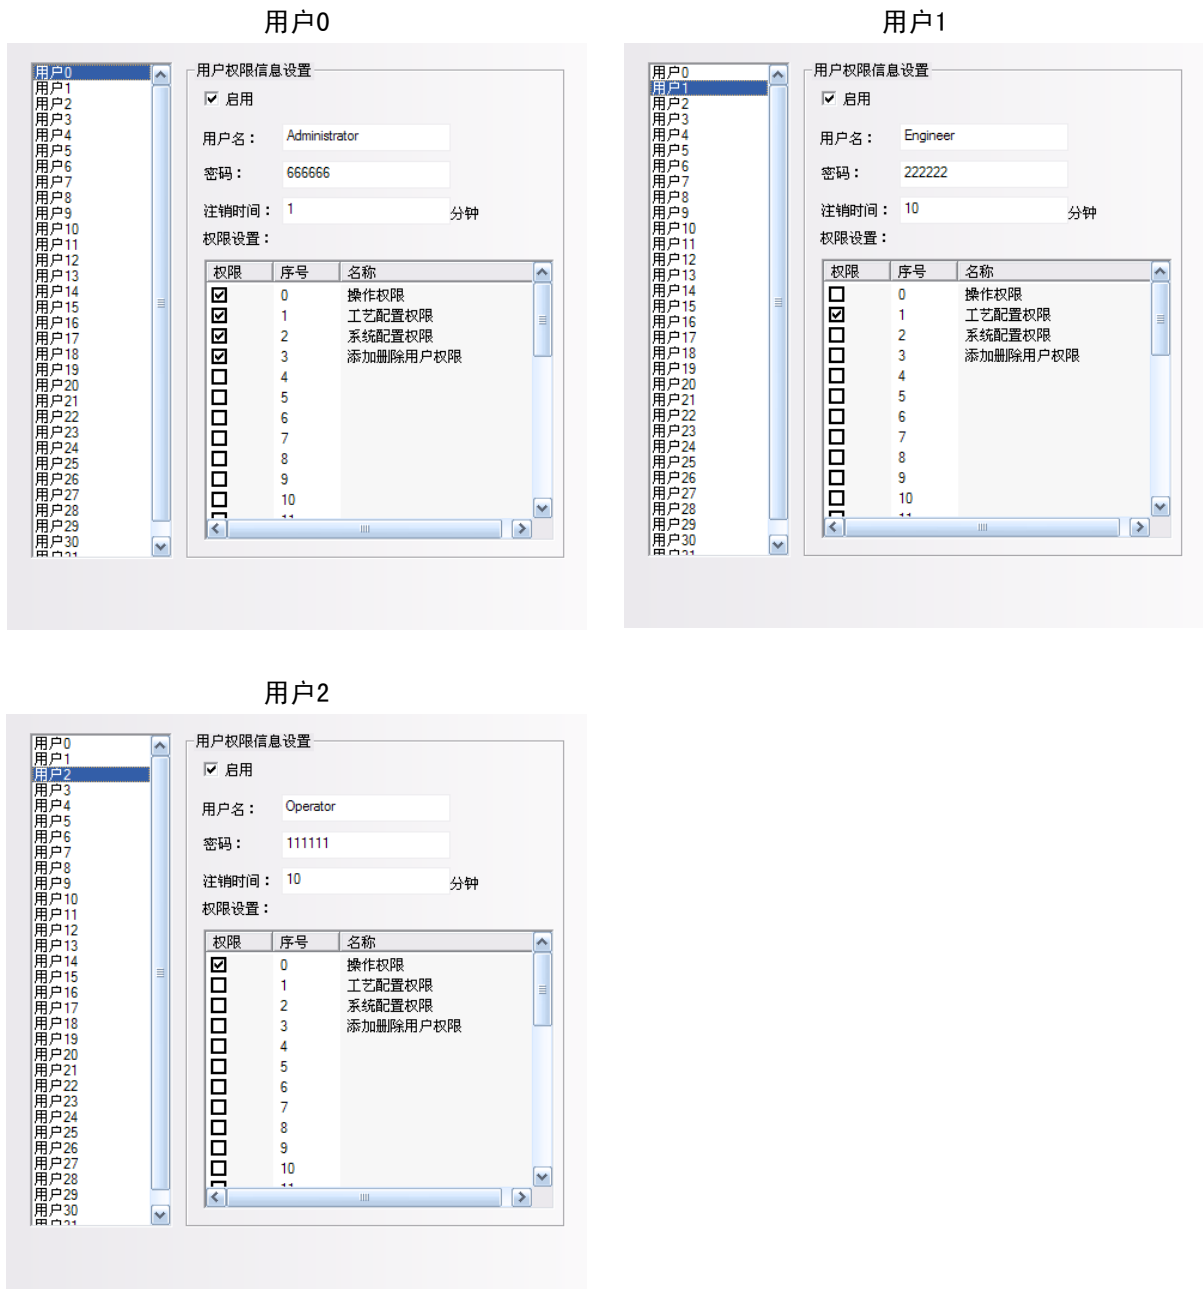 用户0
用户0
用户1
用户2
用户3
用户4
用户5
用户6
用户7
用户8
用户9
用户10
用户11
用户12
用户13
用户14
用户15
用户16
用户17
用户18
用户19
用户20
用户21
用户22
用户23
用户24
用户25
用户26
用户27
用户28
用户29
用户30
用户31
用户权限信息设置
启用
用户名： Administrator
密码： 666666
注销时间： 1 分钟
权限设置：
权限 序号 名称
0 操作权限
1 工艺配置权限
2 系统配置权限
3 添加删除用户权限
4
5
6
7
8
9
10
11
用户1
用户0
用户1
用户2
用户3
用户4
用户5
用户6
用户7
用户8
用户9
用户10
用户11
用户12
用户13
用户14
用户15
用户16
用户17
用户18
用户19
用户20
用户21
用户22
用户23
用户24
用户25
用户26
用户27
用户28
用户29
用户30
用户31
用户权限信息设置
启用
用户名： Engineer
密码： 222222
注销时间： 10 分钟
权限设置：
权限 序号 名称
0 操作权限
1 工艺配置权限
2 系统配置权限
3 添加删除用户权限
4
5
6
7
8
9
10
11
用户2
用户0
用户1
用户2
用户3
用户4
用户5
用户6
用户7
用户8
用户9
用户10
用户11
用户12
用户13
用户14
用户15
用户16
用户17
用户18
用户19
用户20
用户21
用户22
用户23
用户24
用户25
用户26
用户27
用户28
用户29
用户30
用户31
用户权限信息设置
启用
用户名： Operator
密码： 111111
注销时间： 10 分钟
权限设置：
权限 序号 名称
0 操作权限
1 工艺配置权限
2 系统配置权限
3 添加删除用户权限
4
5
6
7
8
9
10
11